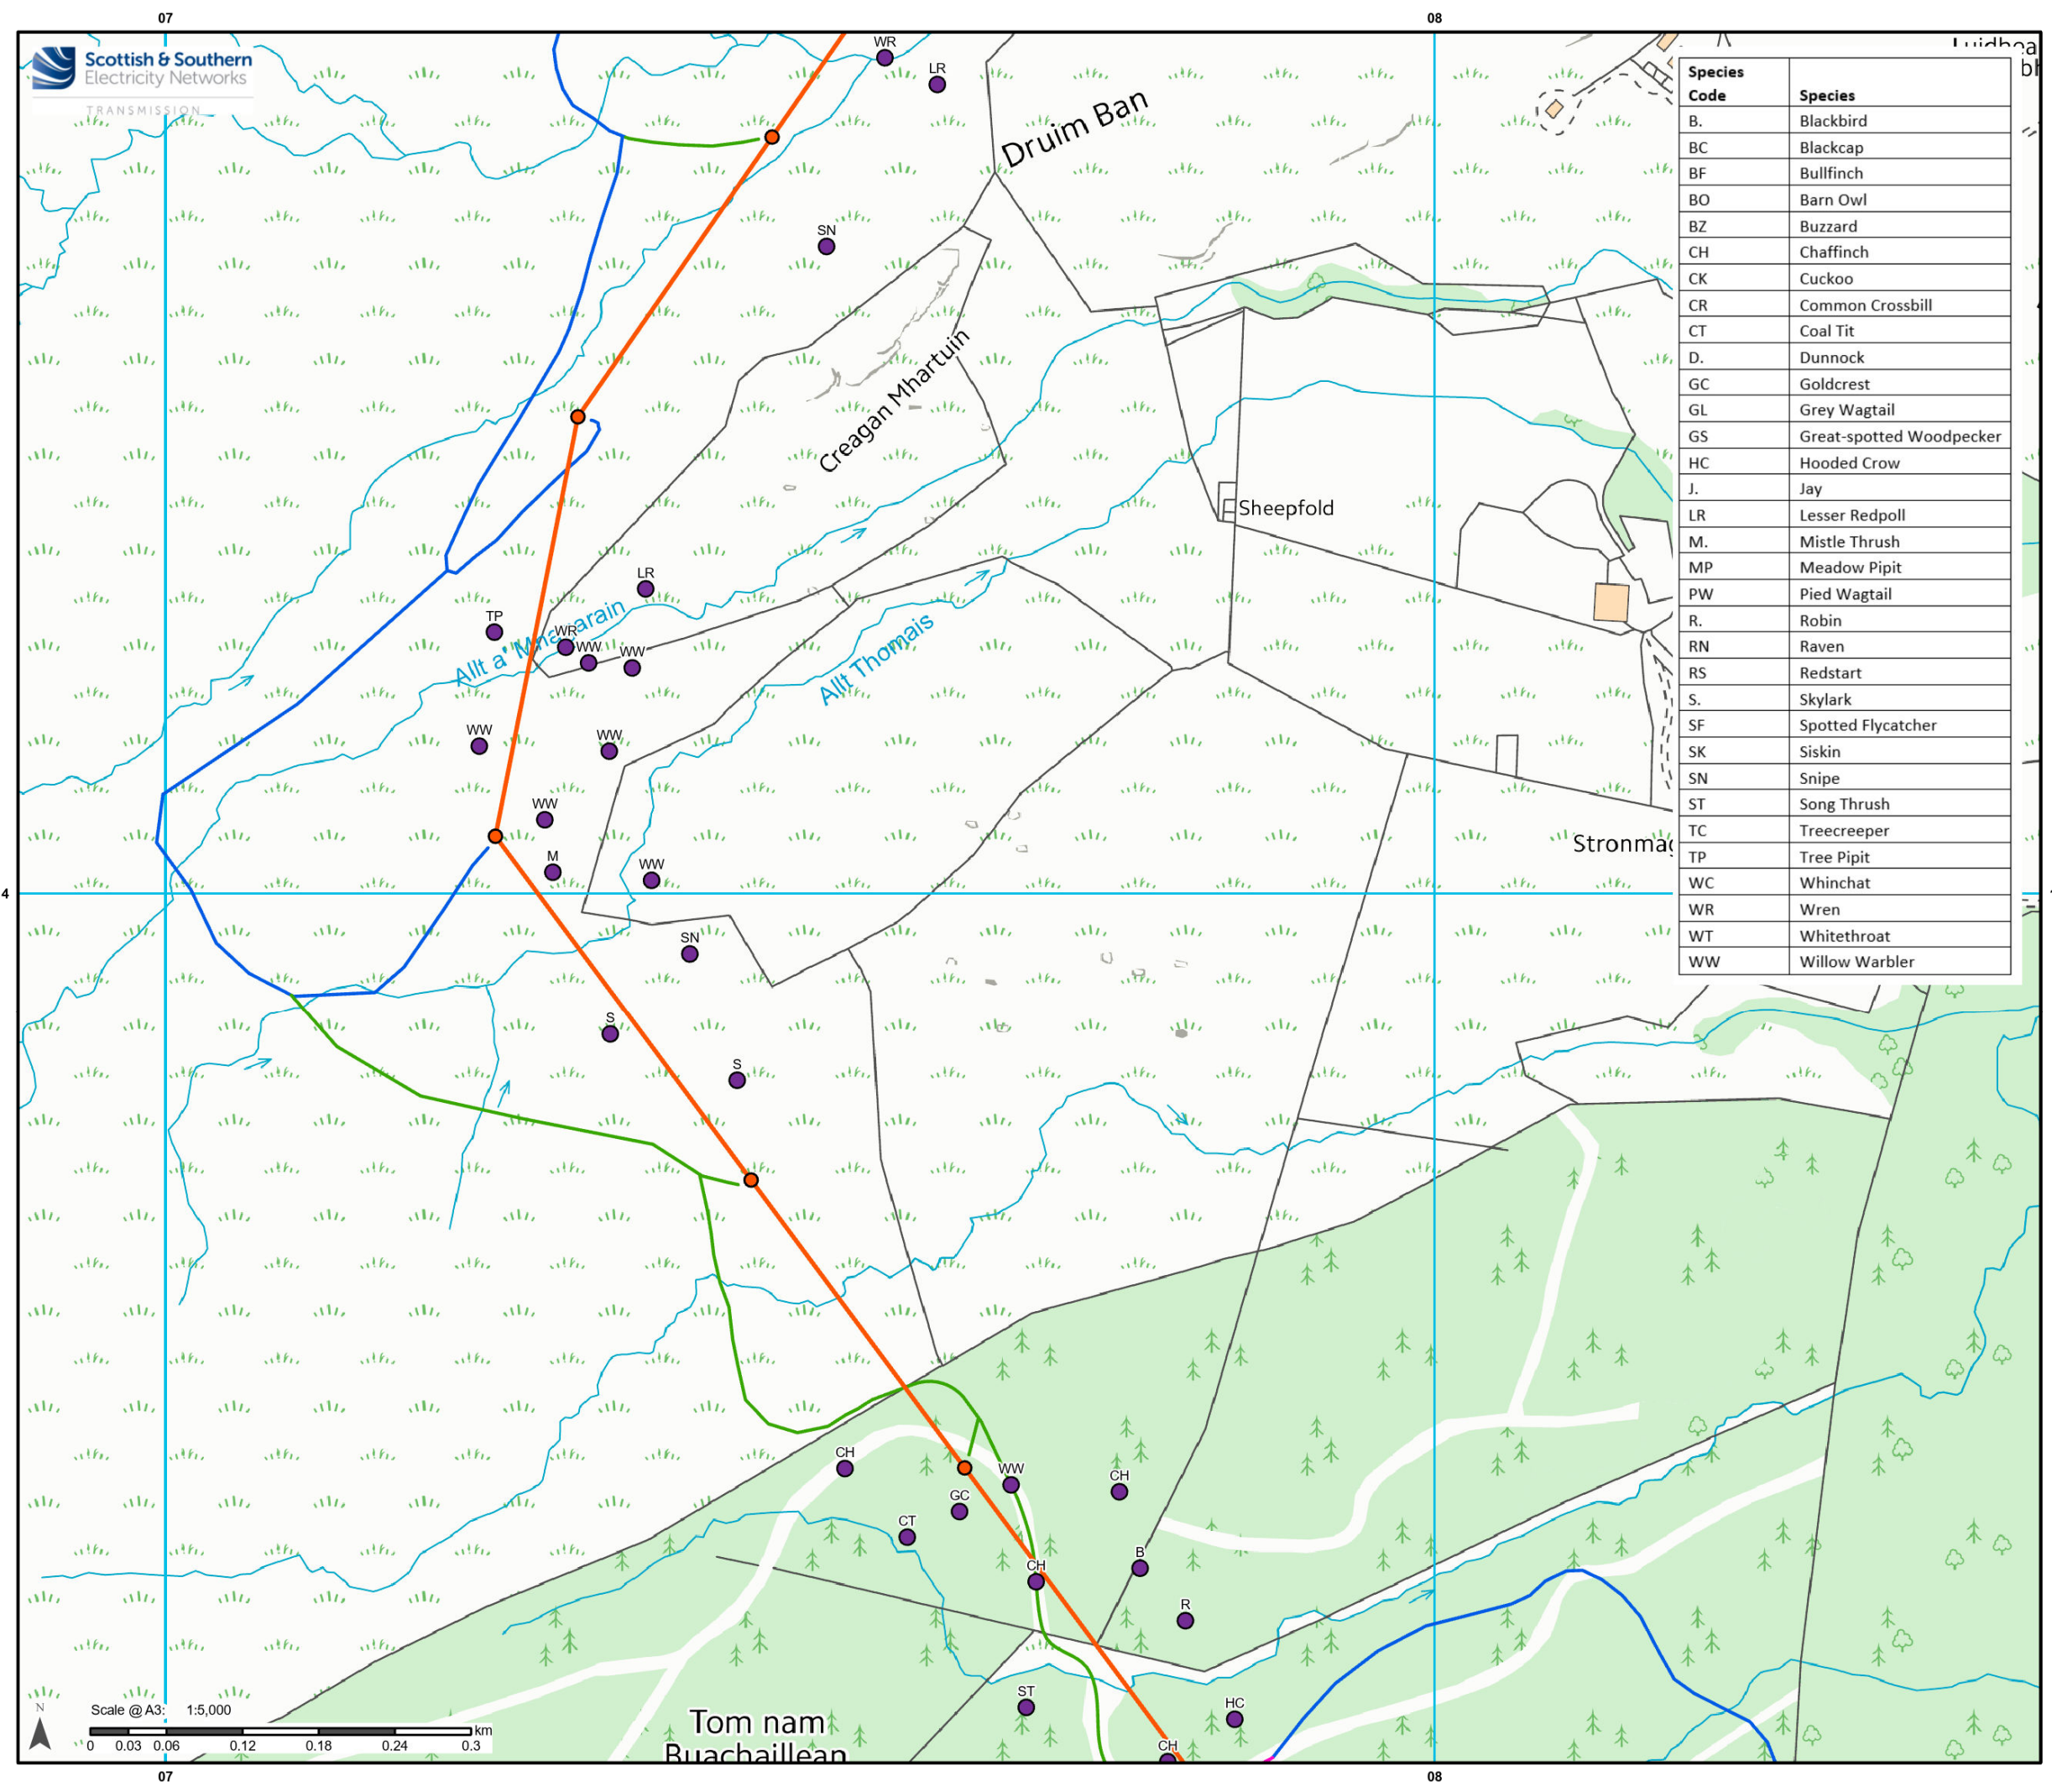 07 08
Scottish & Southern
Electricity Networks
TRANSMISSION
WR
LR
Druim Ban
SN
Creagan Mhartuin
Sheepfold
LR
TP
WR
WW
WW
Allt a'
Allt Thomais
WW
WW
WW
M
WW
4
SN
S
S
CH
WW
CH
GC
CT
CH
B
R
ST
HC
CH
Tom nam
Buachaillean
Species
Code Species
B. Blackbird
BC Blackcap
BF Bullfinch
BO Barn Owl
BZ Buzzard
CH Chaffinch
CK Cuckoo
CR Common Crossbill
CT Coal Tit
D. Dunnock
GC Goldcrest
GL Grey Wagtail
GS Great-spotted Woodpecker
HC Hooded Crow
J. Jay
LR Lesser Redpoll
M. Mistle Thrush
MP Meadow Pipit
PW Pied Wagtail
R. Robin
RN Raven
RS Redstart
S. Skylark
SF Spotted Flycatcher
SK Siskin
SN Snipe
ST Song Thrush
TC Treecreeper
TP Tree Pipit
WC Whinchat
WR Wren
WT Whitethroat
WW Willow Warbler
N
Scale @ A3: 1:5,000
km
0 0.03 0.06 0.12 0.18 0.24 0.3
07 08